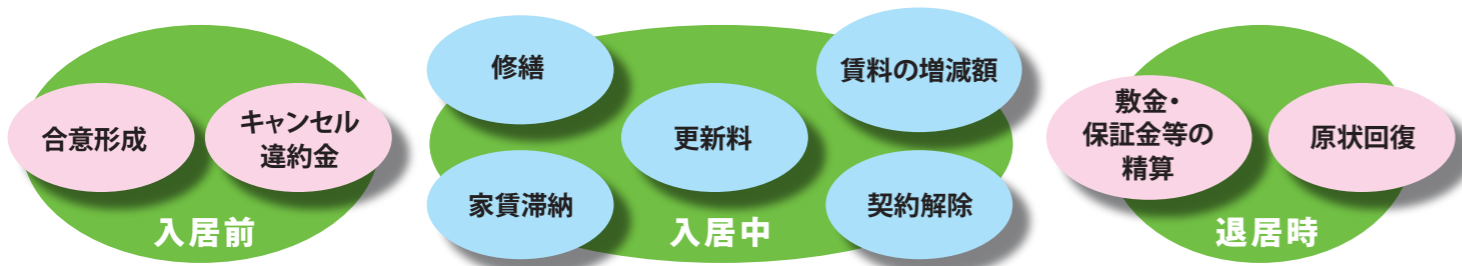 合意形成
キャンセル
違約金
入居前
修繕
賃料の増減額
更新料
家賃滞納
契約解除
入居中
敷金・
保証金等の
精算
原状回復
退居時